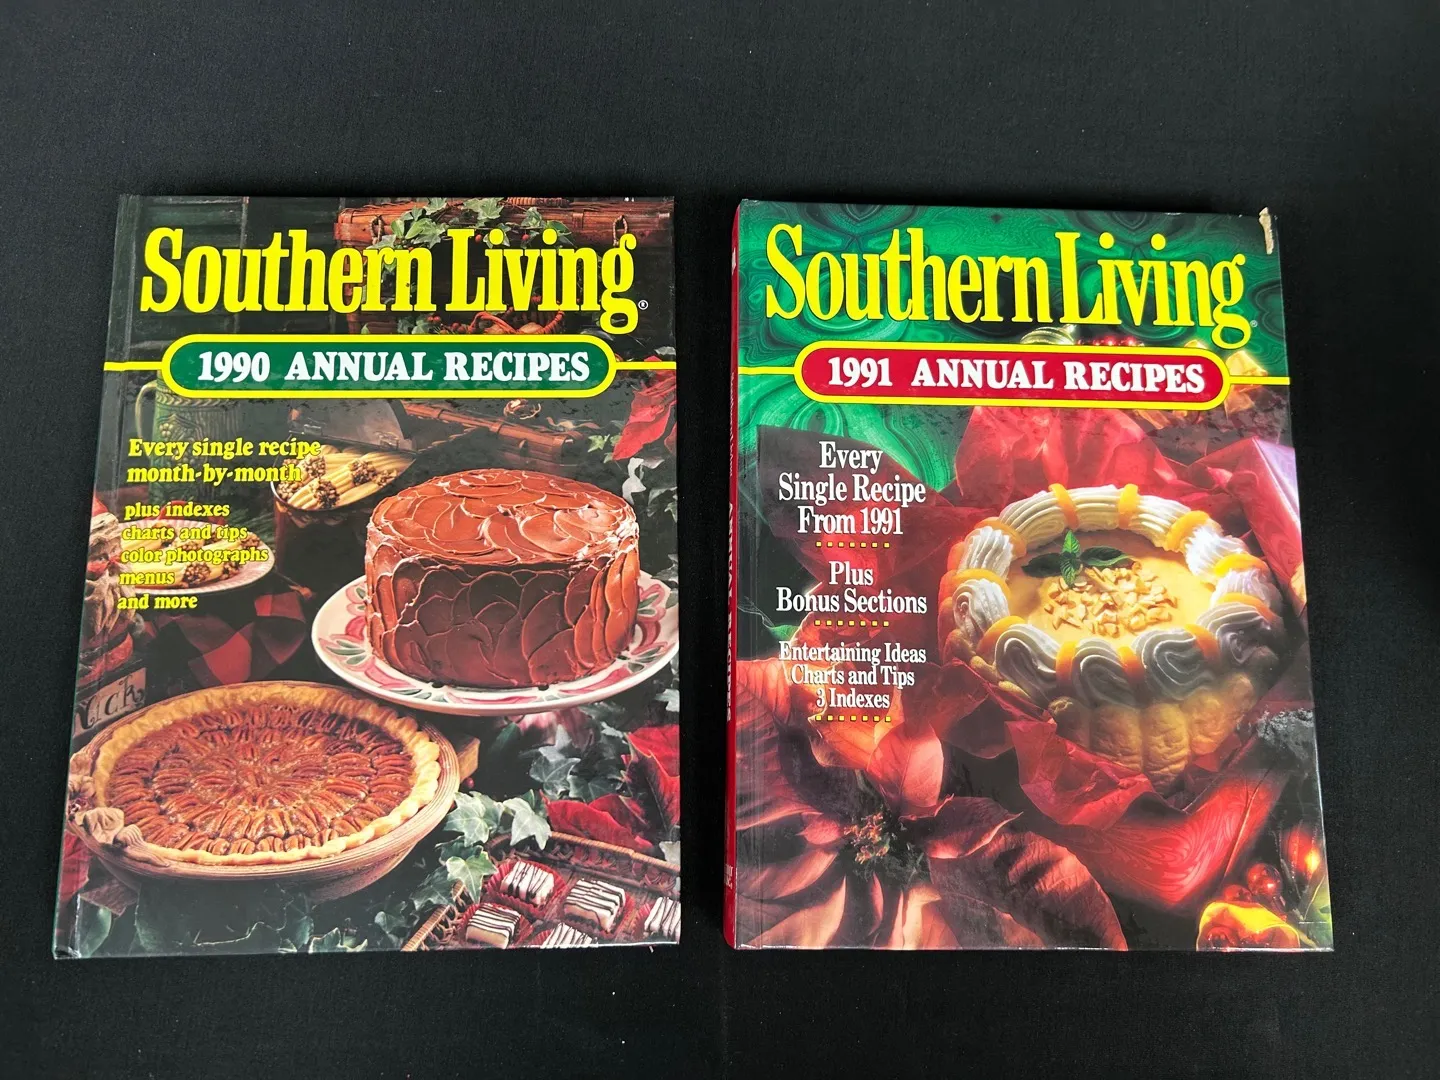 Southern Living®
1990 ANNUAL RECIPES
Every single recipe
month-by-month
plus indexes
charts and tips
color photographs
menus
and more
Southern Living®
1991 ANNUAL RECIPES
Every
Single Recipe
From 1991
Plus
Bonus Sections
Entertaining Ideas
Charts and Tips
3 Indexes